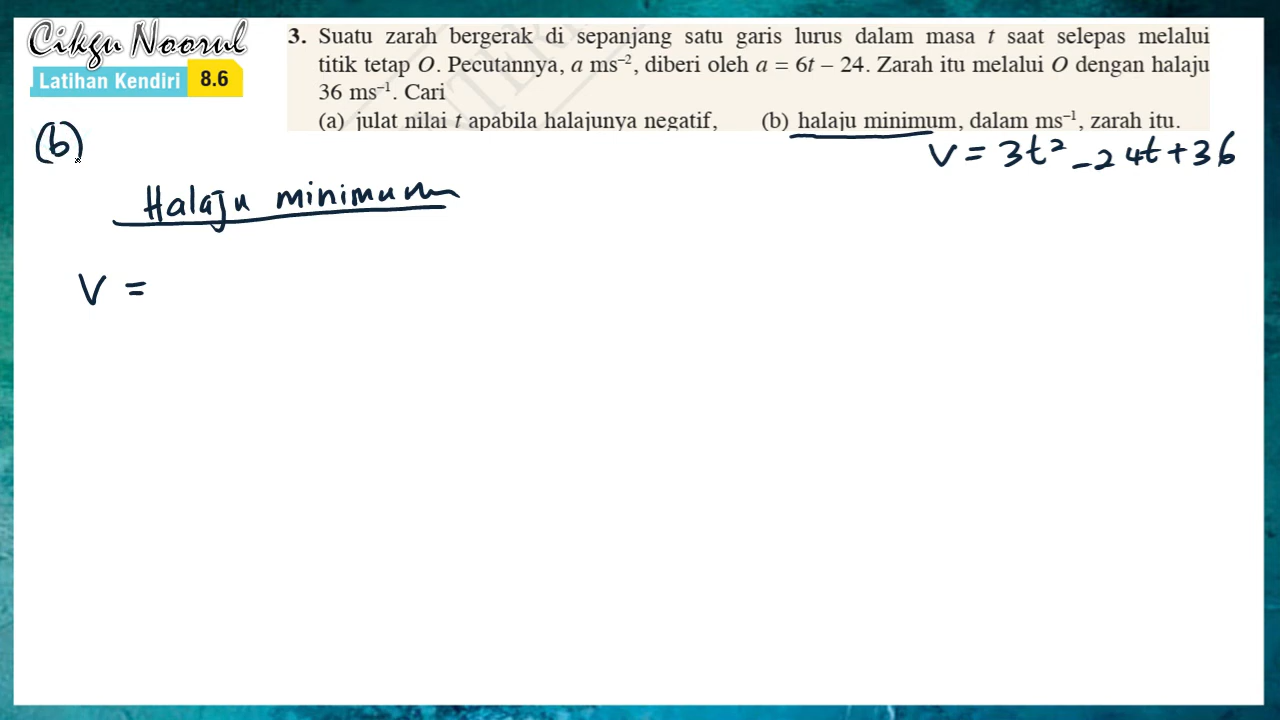 Cikgu Noorul
Latihan Kendiri 8.6
3. Suatu zarah bergerak di sepanjang satu garis lurus dalam masa t saat selepas melalui
titik tetap O. Pecutannya, a ms⁻², diberi oleh a = 6t – 24. Zarah itu melalui O dengan halaju
36 ms⁻¹. Cari
(a) julat nilai t apabila halajunya negatif, (b) halaju minimum, dalam ms⁻¹, zarah itu.
V = 3t² - 24t + 36
(b)
Halaju minimum
V =